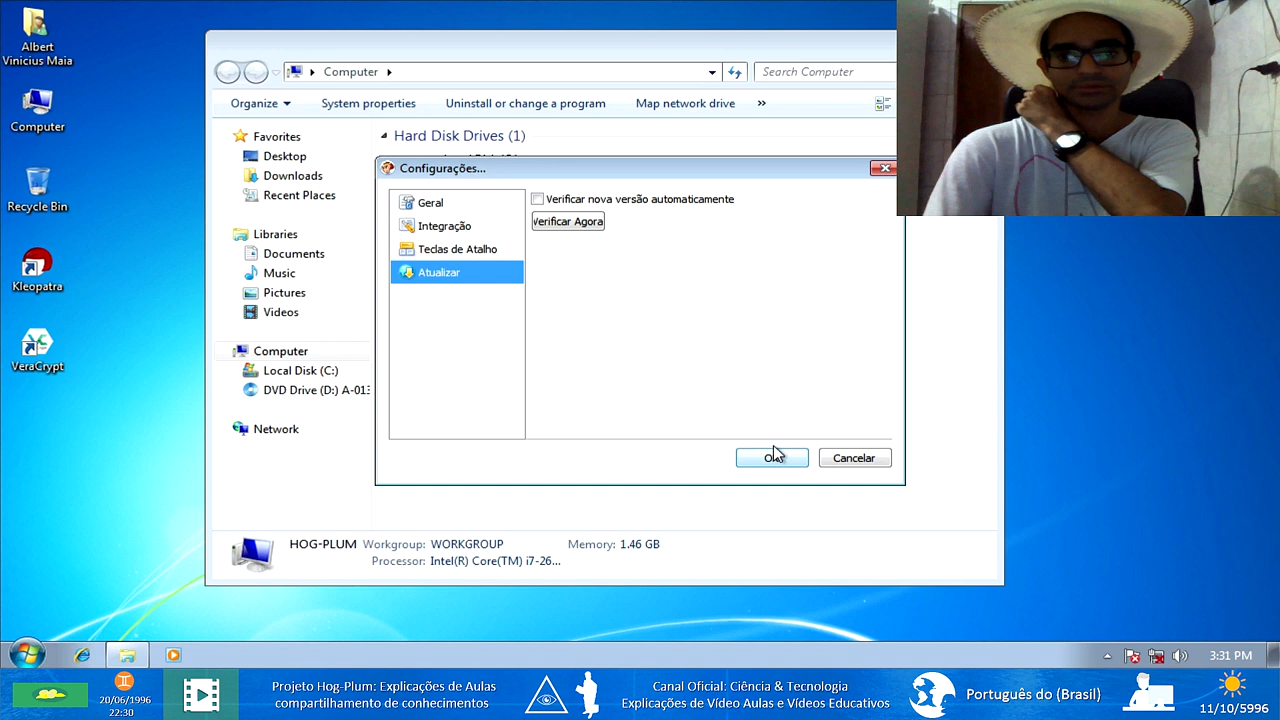 Albert
Vinicius Maia
Computer
Recycle Bin
Kleopatra
VeraCrypt
Computer
Search Computer
Organize
System properties
Uninstall or change a program
Map network drive
»
Favorites
Desktop
Downloads
Recent Places
Libraries
Documents
Music
Pictures
Videos
Computer
Local Disk (C:)
DVD Drive (D:) A-013
Network
Hard Disk Drives (1)
Configurações...
Geral
Integração
Teclas de Atalho
Atualizar
Verificar nova versão automaticamente
Verificar Agora
Cancelar
HOG-PLUM Workgroup: WORKGROUP Memory: 1.46 GB
Processor: Intel(R) Core(TM) i7-26...
3:31 PM
20/06/1996
22:30
Projeto Hog-Plum: Explicações de Aulas
compartilhamento de conhecimentos
Canal Oficial: Ciência & Tecnologia
Explicações de Vídeo Aulas e Vídeos Educativos
Português do (Brasil)
11/10/5996